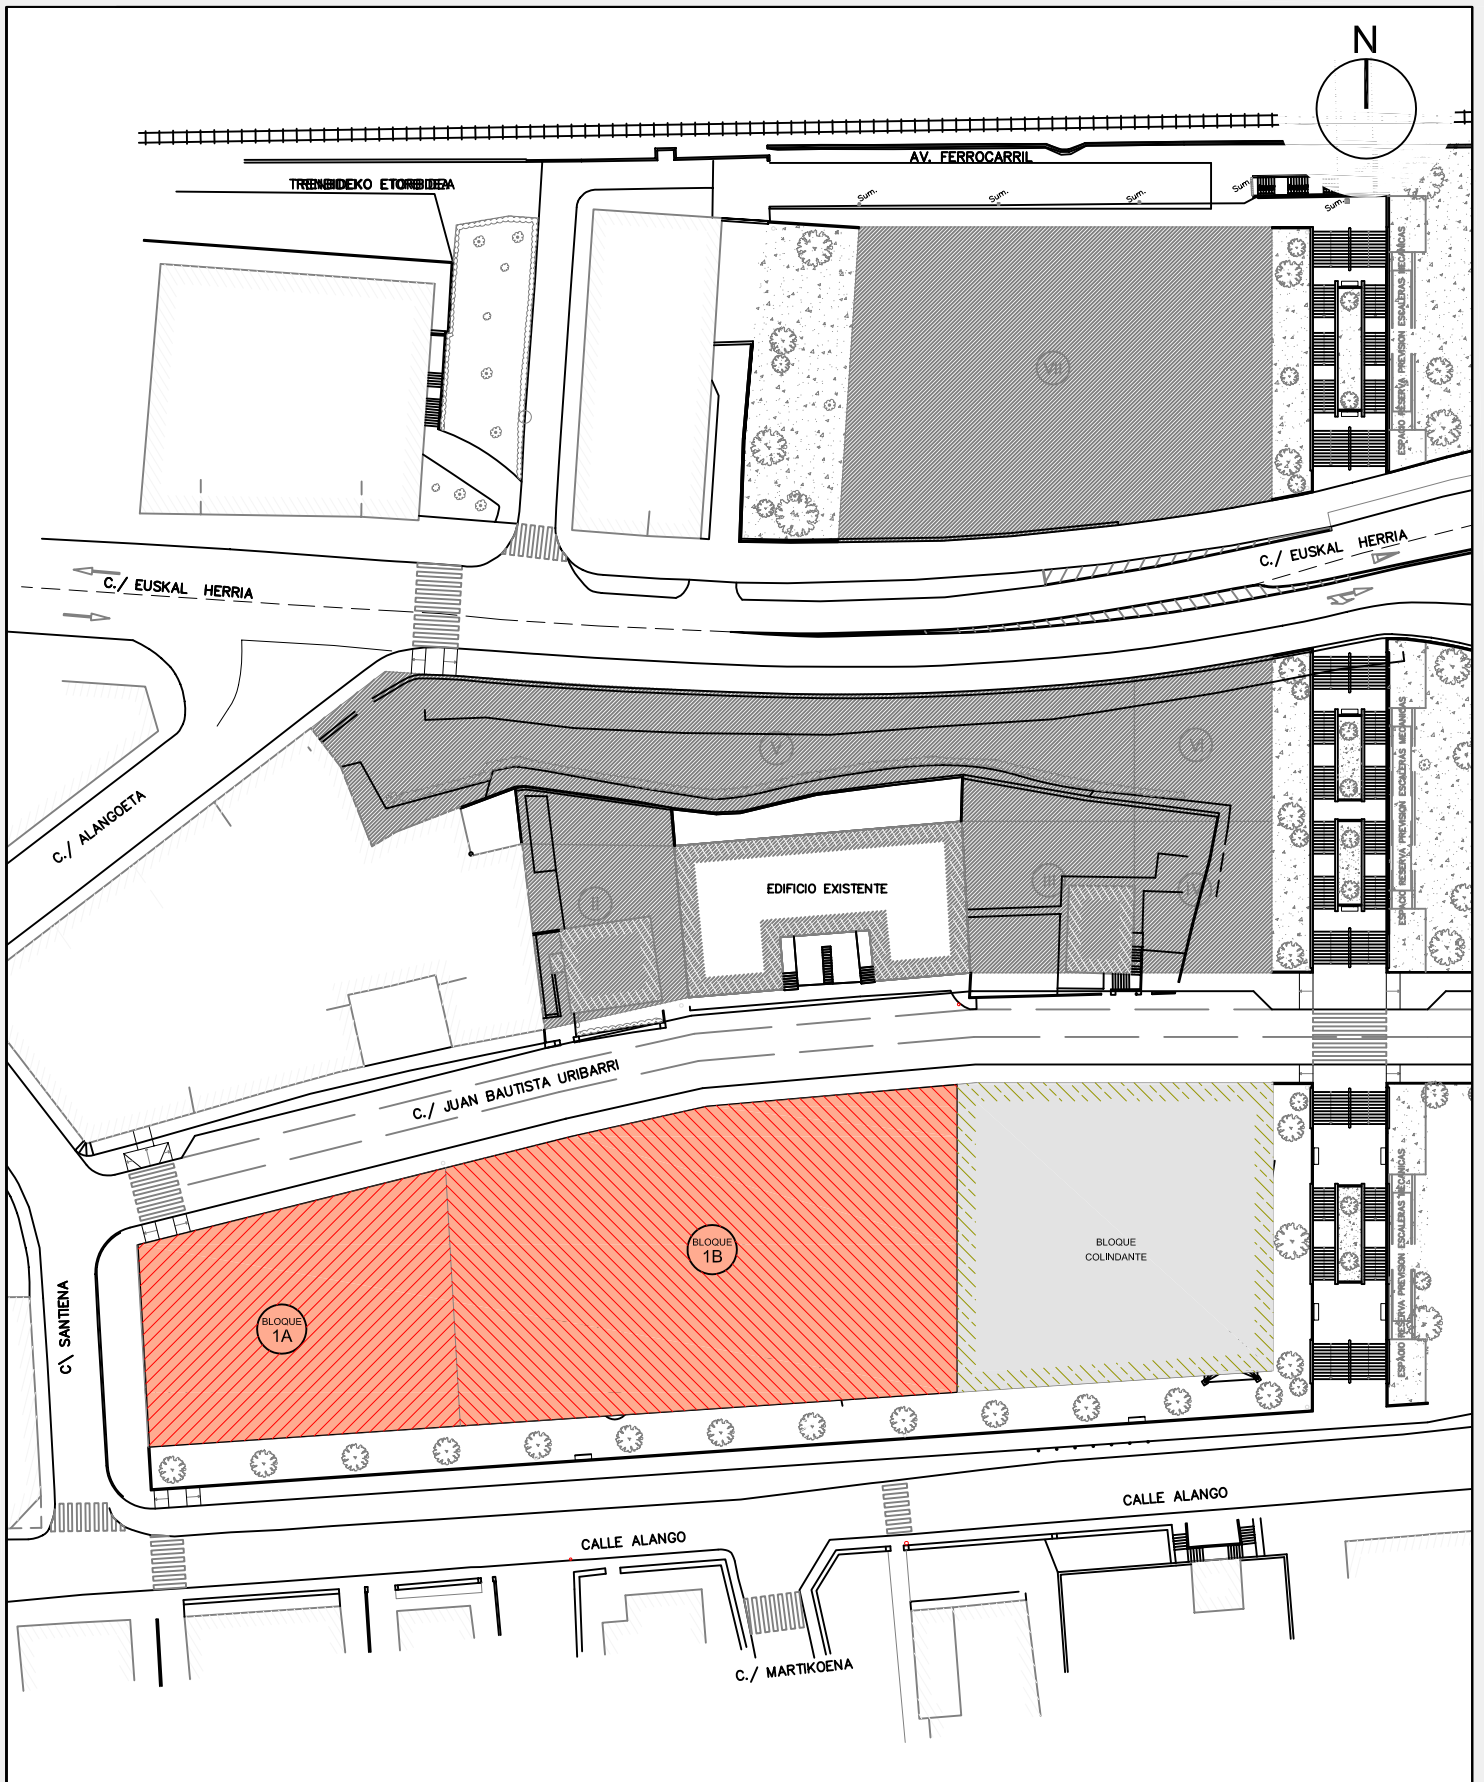 N
AV. FERROCARRIL
TRENBIDEKO ETORBIDEA
Sum.
Sum.
Sum.
Sum.
Sum.
ESPACIO RESERVA PREVISION ESCALERAS MECANICAS
VII
C./ EUSKAL HERRIA
C./ EUSKAL HERRIA
ESPACIO RESERVA PREVISION ESCALERAS MECANICAS
V
VI
C./ ALANGOETA
EDIFICIO EXISTENTE
II
III
IV
C./ JUAN BAUTISTA URIBARRI
ESPACIO RESERVA PREVISION ESCALERAS MECANICAS
BLOQUE
1B
BLOQUE
COLINDANTE
C\ SANTIENA
BLOQUE
1A
CALLE ALANGO
CALLE ALANGO
C./ MARTIKOENA